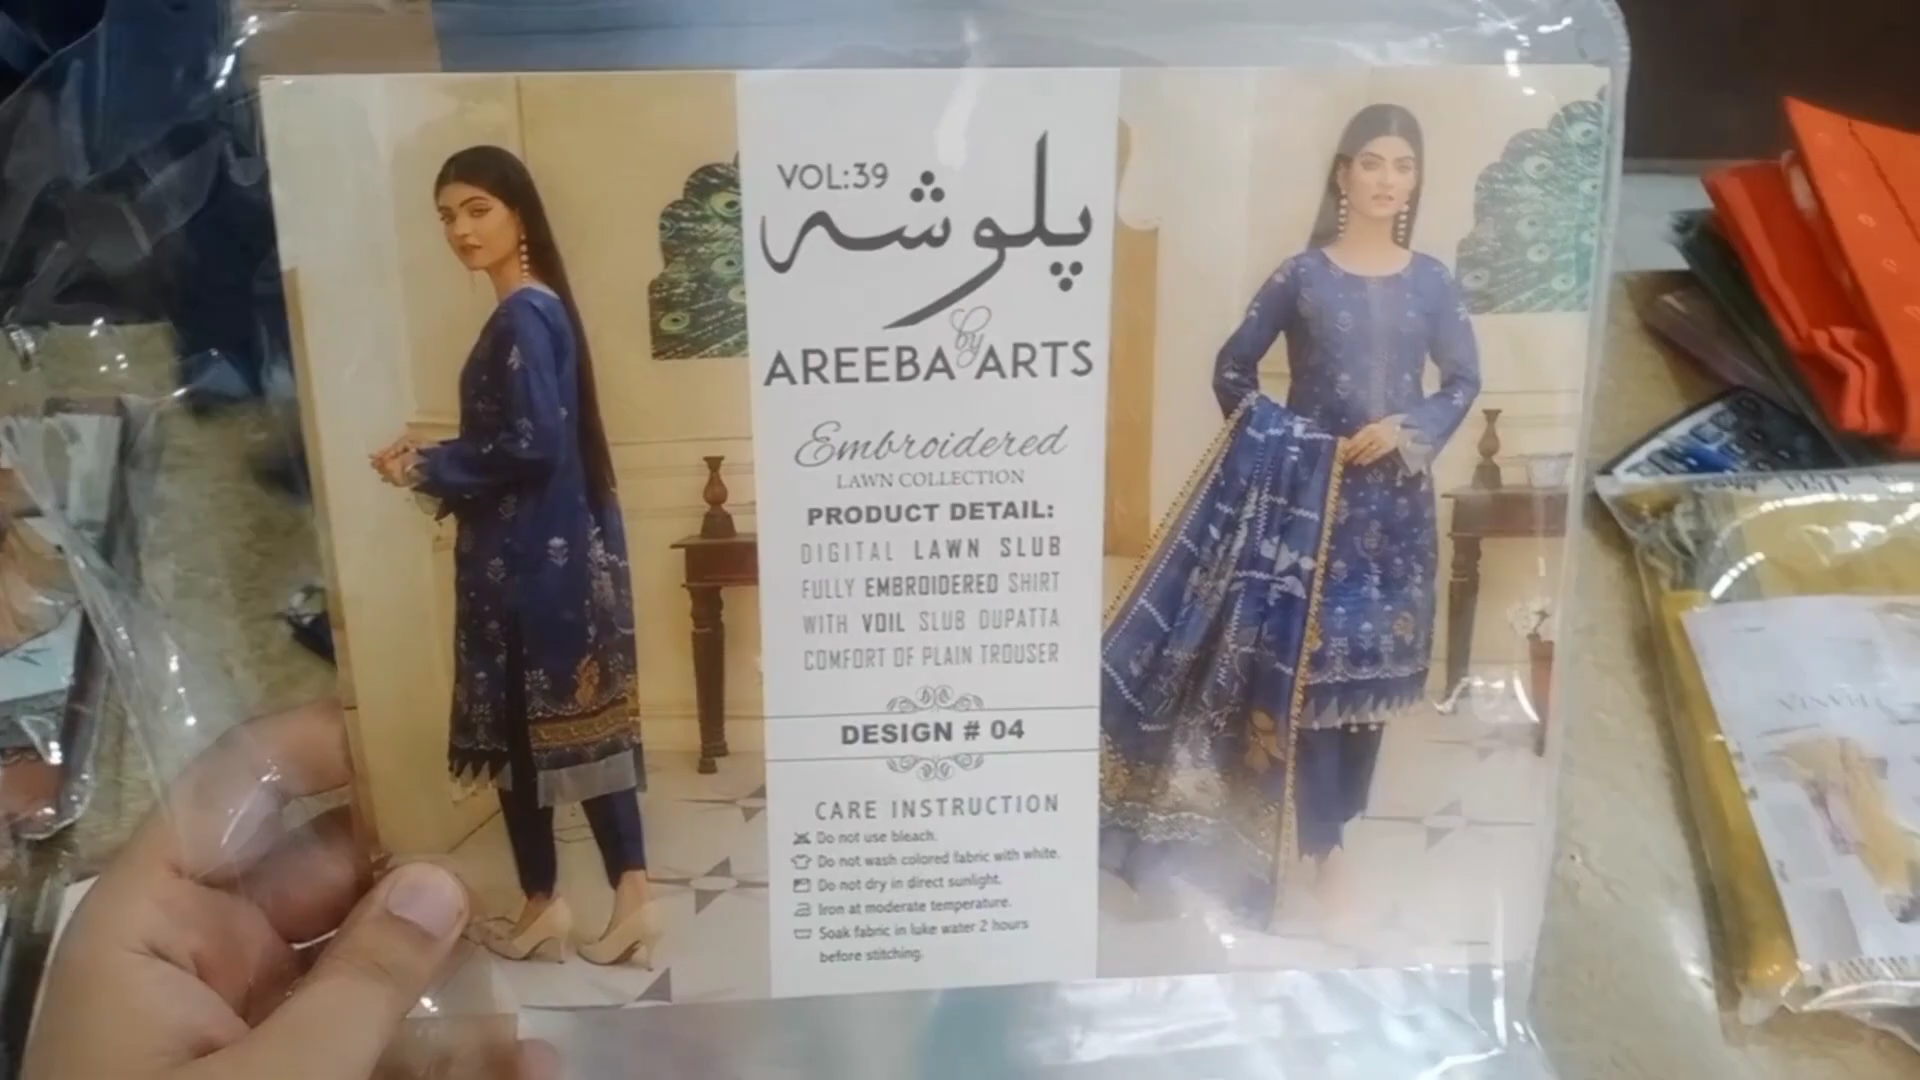 VOL:39
پلوشہ
by
AREEBA ARTS
Embroidered
LAWN COLLECTION
PRODUCT DETAIL:
DIGITAL LAWN SLUB
FULLY EMBROIDERED SHIRT
WITH VOIL SLUB DUPATTA
COMFORT OF PLAIN TROUSER
DESIGN # 04
CARE INSTRUCTION
Do not use bleach.
Do not wash colored fabric with white.
Do not dry in direct sunlight.
Iron at moderate temperature.
Soak fabric in luke water 2 hours
before stitching.